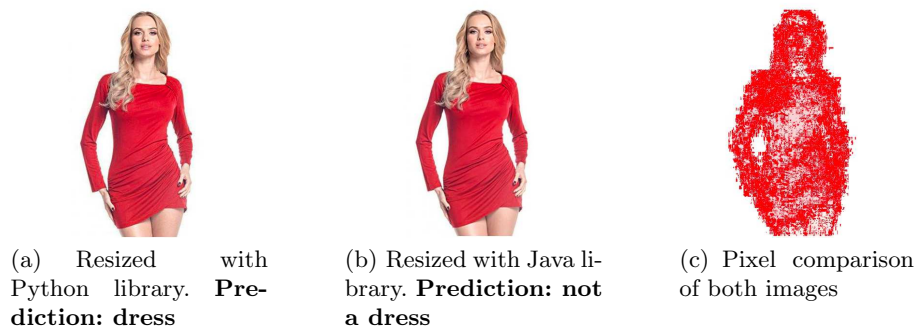 (a) Resized with
Python library. Pre-
diction: dress
(b) Resized with Java li-
brary. Prediction: not
a dress
(c) Pixel comparison
of both images